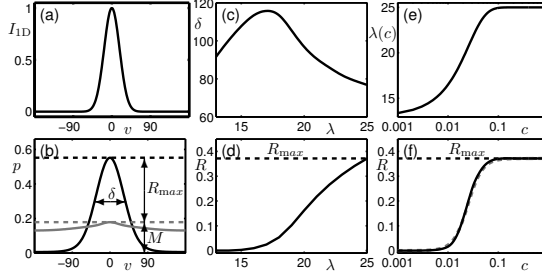 (a)
1
I1D
0.5
0
−90 0 v 90
(c)
120
δ
100
80
60
15 20 λ 25
(e)
25
λ(c)
20
15
0.001 0.01 0.1 c
(b)
0.6
p
0.4
0.2
0
δ
Rmax
M
−90 0 v 90
(d)
Rmax
0.4
R
0.3
0.2
0.1
0
15 20 λ 25
(f)
Rmax
0.4
R
0.3
0.2
0.1
0
0.001 0.01 0.1 c